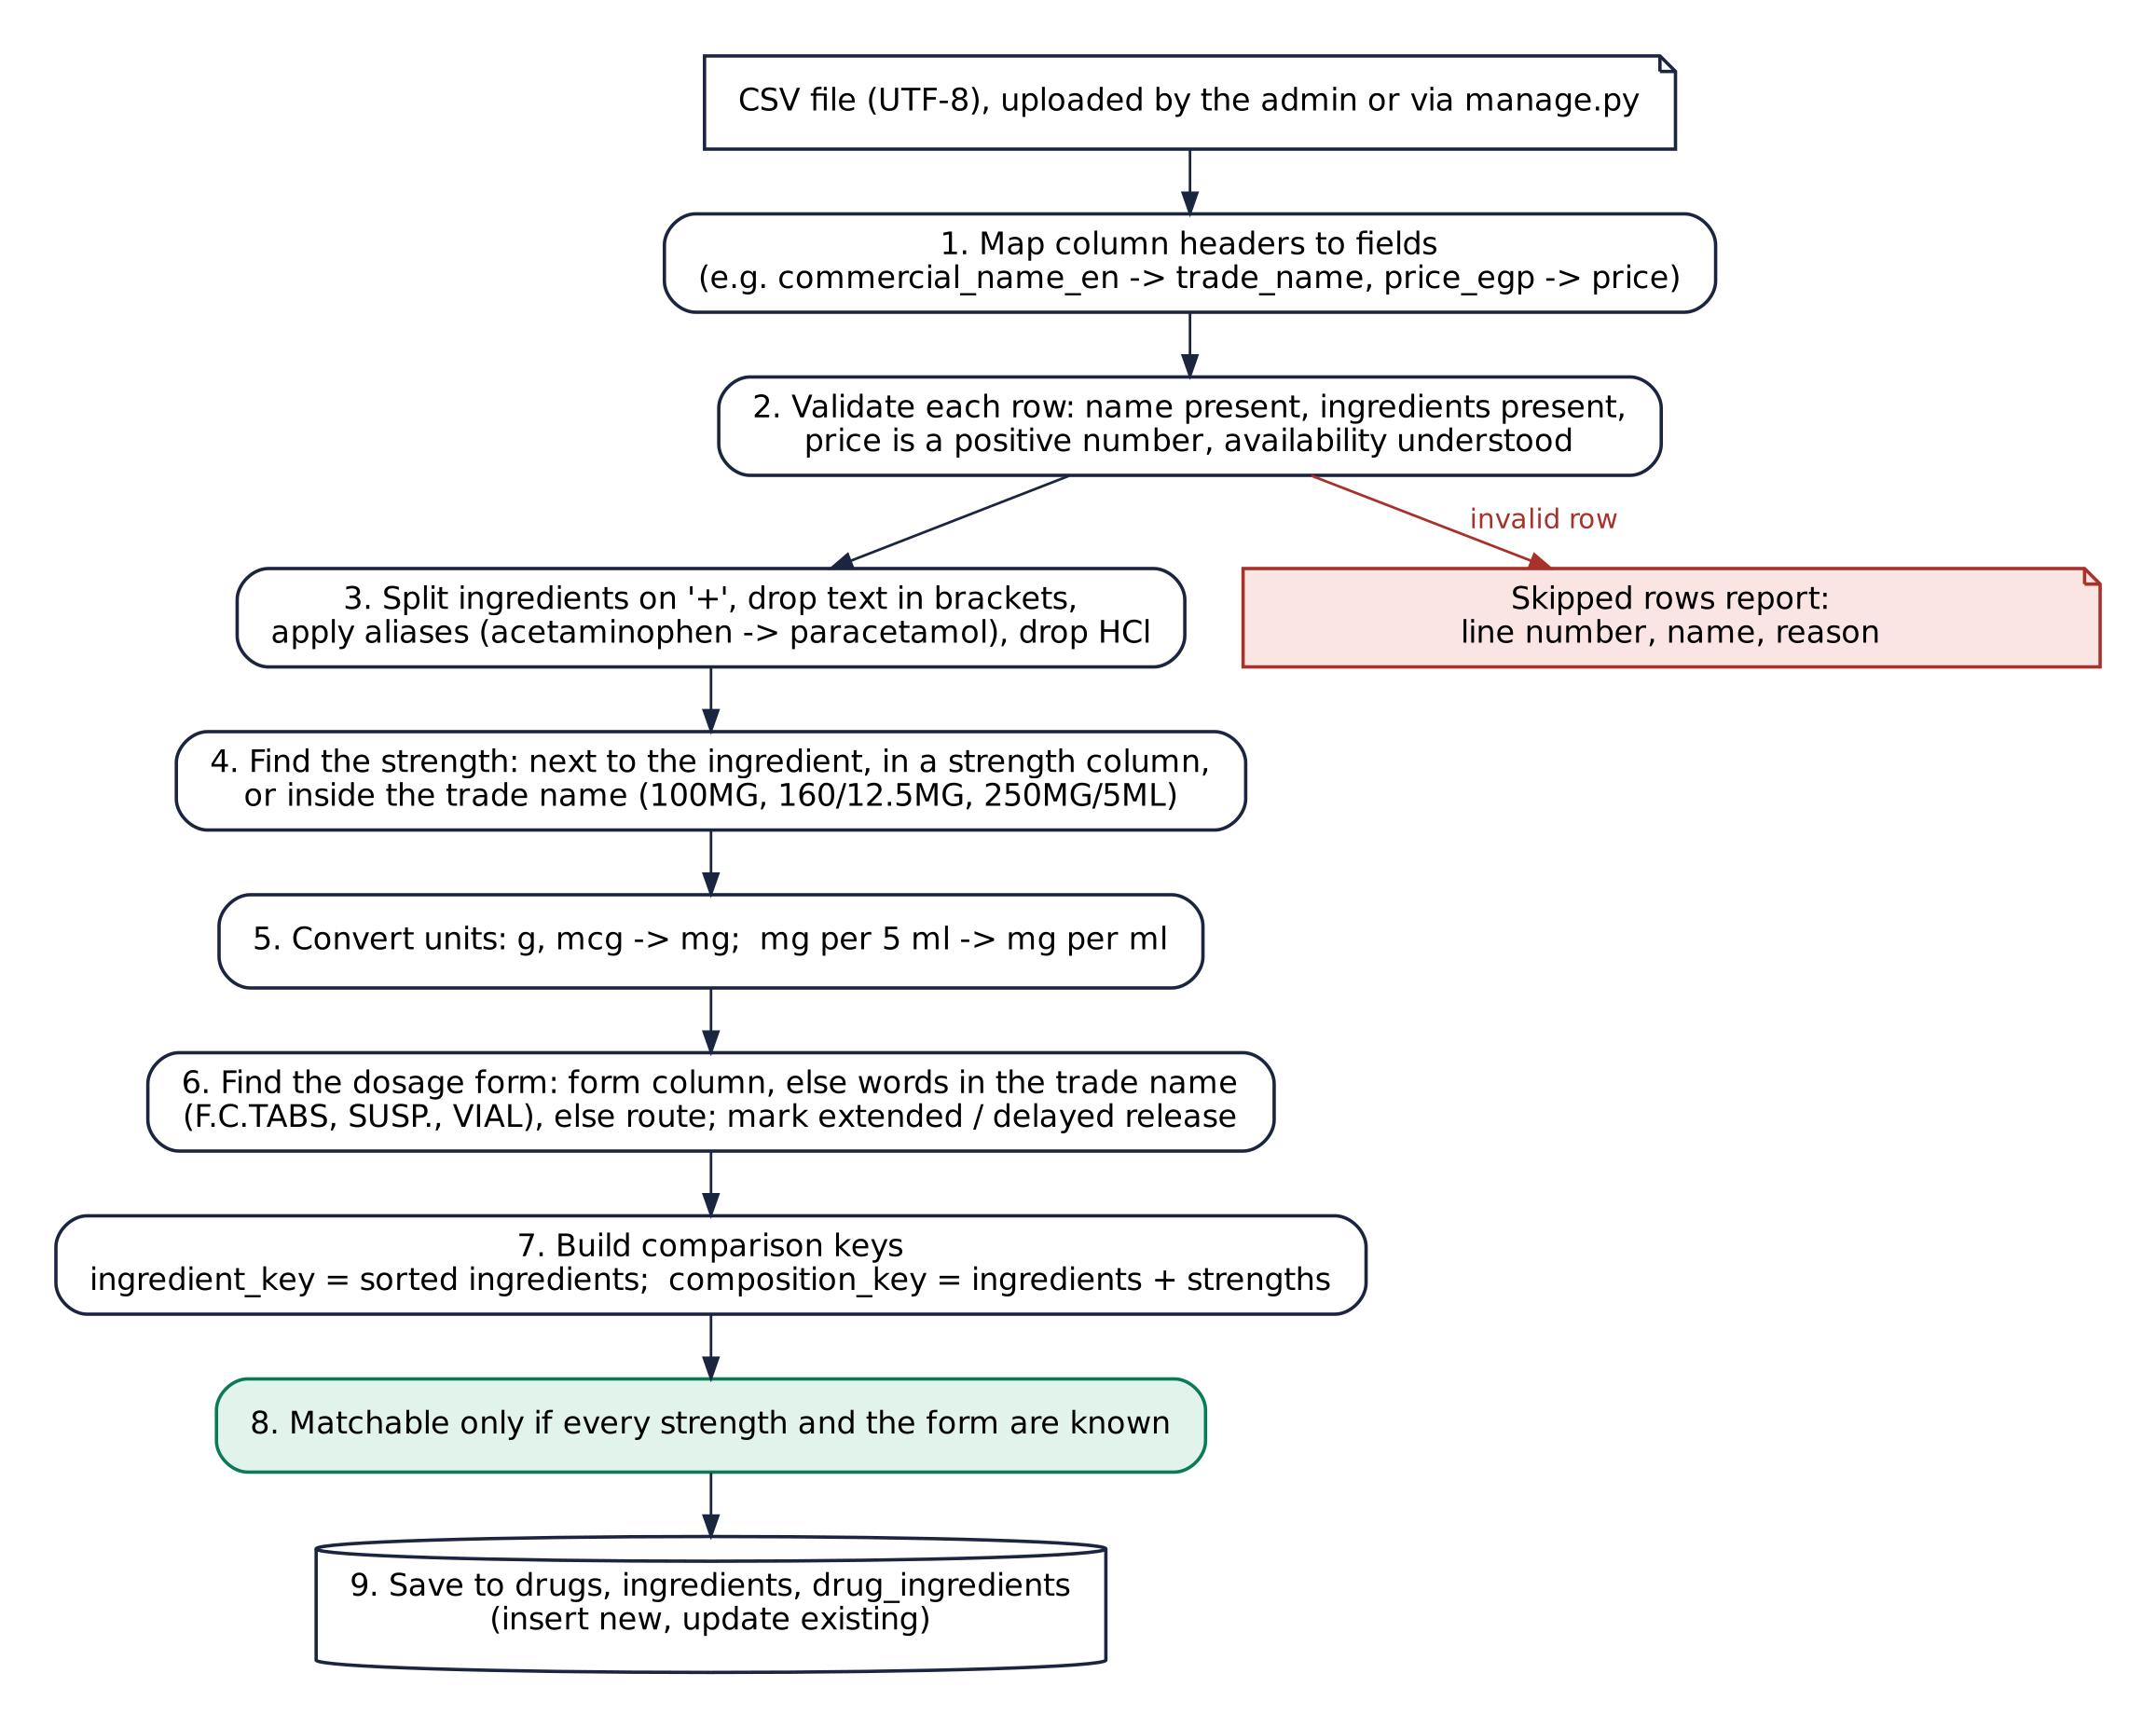 CSV file (UTF-8), uploaded by the admin or via manage.py
1. Map column headers to fields
(e.g. commercial_name_en -> trade_name, price_egp -> price)
2. Validate each row: name present, ingredients present,
price is a positive number, availability understood
invalid row
3. Split ingredients on '+', drop text in brackets,
apply aliases (acetaminophen -> paracetamol), drop HCl
Skipped rows report:
line number, name, reason
4. Find the strength: next to the ingredient, in a strength column,
or inside the trade name (100MG, 160/12.5MG, 250MG/5ML)
5. Convert units: g, mcg -> mg;  mg per 5 ml -> mg per ml
6. Find the dosage form: form column, else words in the trade name
(F.C.TABS, SUSP., VIAL), else route; mark extended / delayed release
7. Build comparison keys
ingredient_key = sorted ingredients;  composition_key = ingredients + strengths
8. Matchable only if every strength and the form are known
9. Save to drugs, ingredients, drug_ingredients
(insert new, update existing)